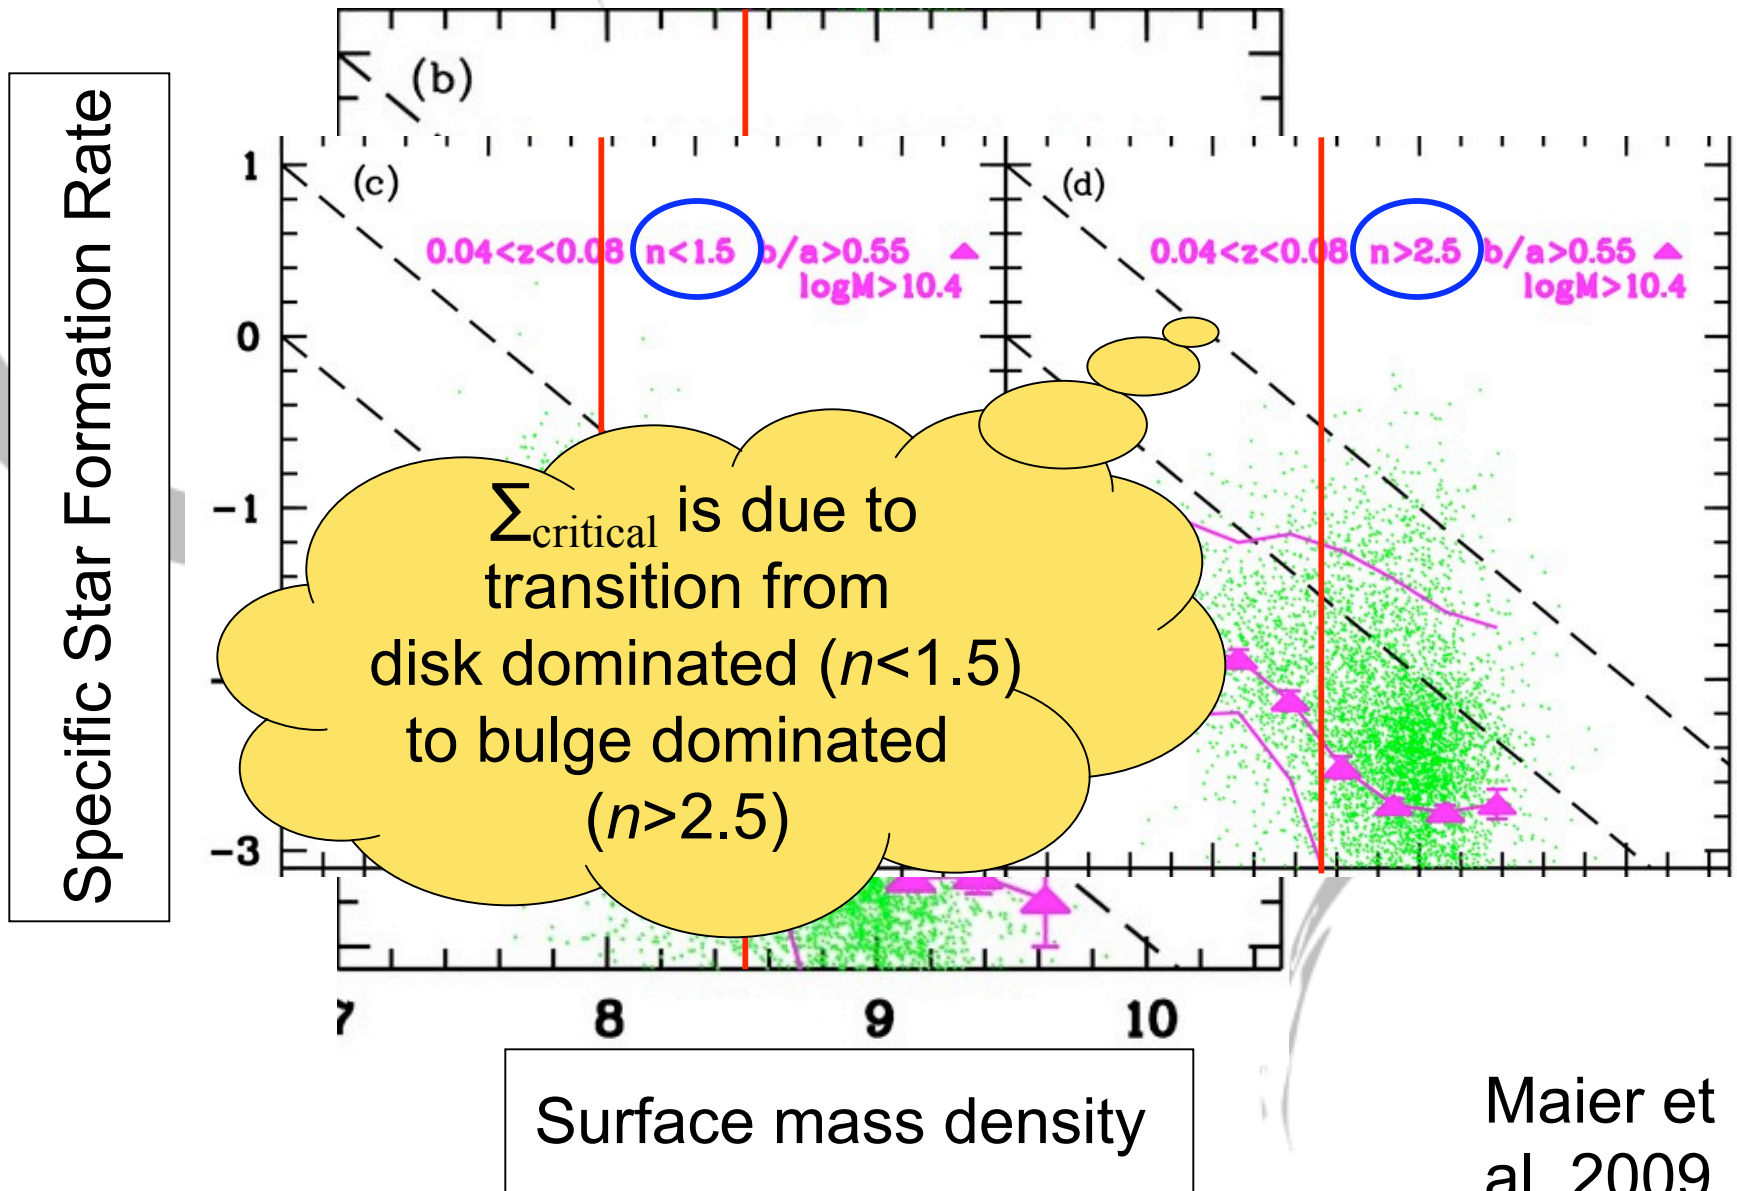 (b)
Specific Star Formation Rate
1
0
-1
-3
(c)
0.04<z<0.08 n<1.5 b/a>0.55
logM>10.4
(d)
0.04<z<0.08 n>2.5 b/a>0.55
logM>10.4
Σcritical is due to
transition from
disk dominated (n<1.5)
to bulge dominated
(n>2.5)
7 8 9 10
Surface mass density
Maier et
al. 2009